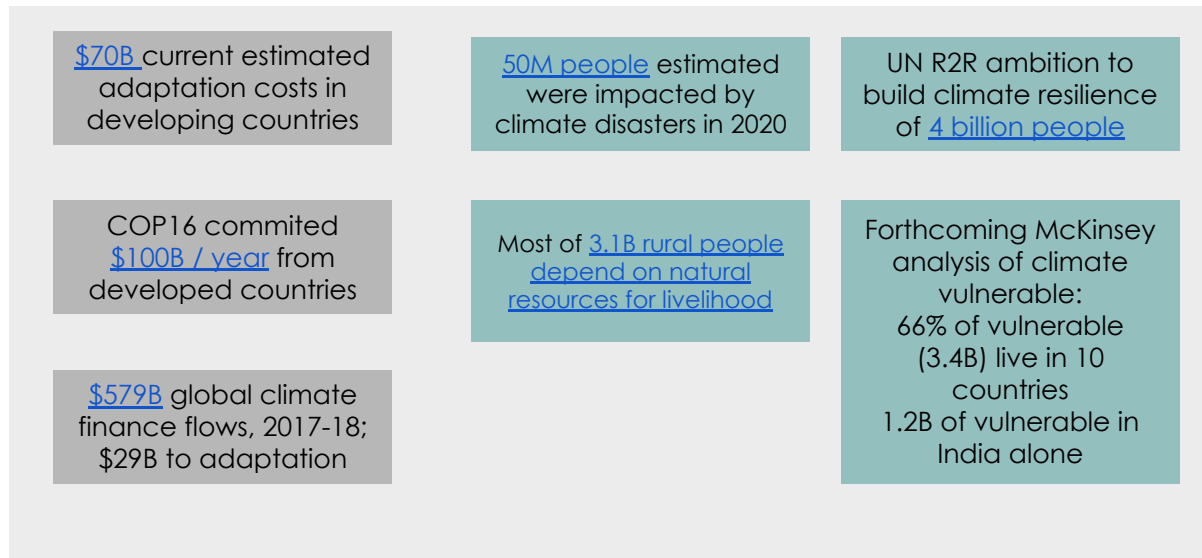 $70B current estimated
adaptation costs in
developing countries
COP16 commited
$100B / year from
developed countries
$579B global climate
finance flows, 2017-18;
$29B to adaptation
50M people estimated
were impacted by
climate disasters in 2020
Most of 3.1B rural people
depend on natural
resources for livelihood
UN R2R ambition to
build climate resilience
of 4 billion people
Forthcoming McKinsey
analysis of climate
vulnerable:
66% of vulnerable
(3.4B) live in 10
countries
1.2B of vulnerable in
India alone